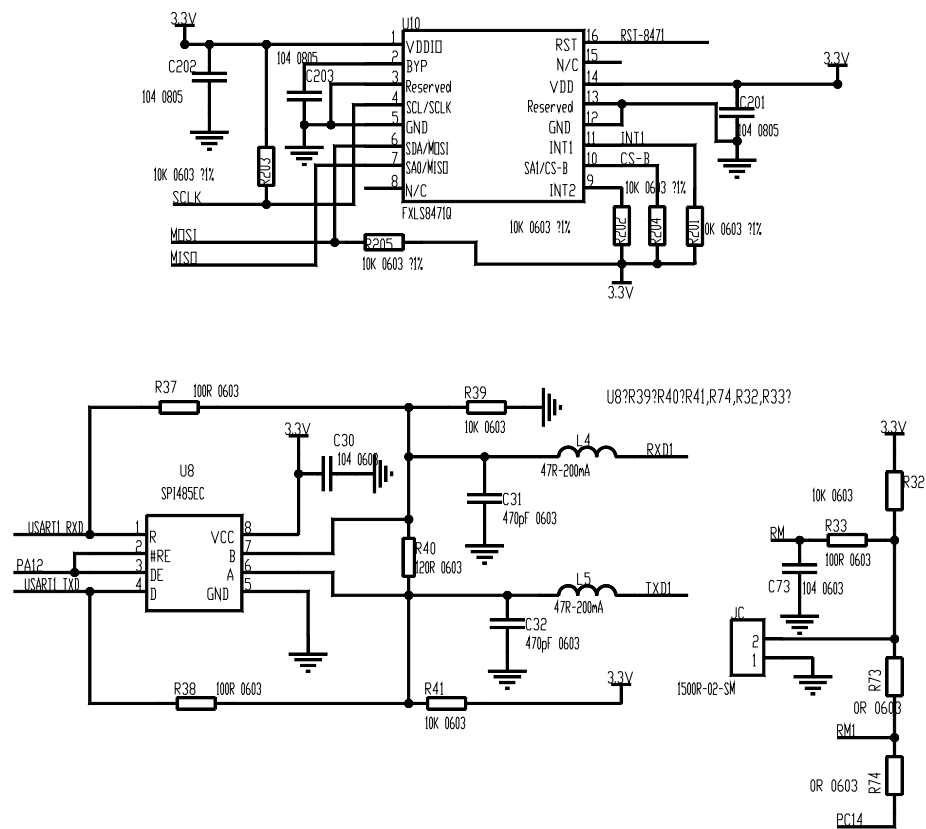 3.3V
U10
1 VDDIO
2 BYP
3 Reserved
4 SCL/SCLK
5 GND
6 SDA/MOSI
7 SA0/MISO
8 N/C
RST 16 RST-8471
N/C 15
VDD 14
Reserved 13
GND 12
INT1 11 INT1
SA1/CS-B 10 CS-B
INT2 9
FXLS8471Q
C202
104 0805
104 0805
C203
3.3V
C201
104 0805
R203
10K 0603 ?1%
SCLK
MOSI
MISO
R205
10K 0603 ?1%
10K 0603 ?1%
10K 0603 ?1%
0K 0603 ?1%
R202
R204
R201
3.3V
R37 100R 0603
R39
10K 0603
U8?R39?R40?R41,R74,R32,R33?
3.3V
C30
104 0603
U8
SP1485EC
L4
47R-200mA
RXD1
C31
470pF 0603
USART1 RXD
PA12
USART1 TXD
1 R
2 #RE
3 DE
4 D
VCC 8
B 7
A 6
GND 5
R40
120R 0603
L5
47R-200mA
TXD1
C32
470pF 0603
R38 100R 0603
R41
10K 0603
3.3V
3.3V
R32
10K 0603
RM
R33
100R 0603
C73 104 0603
JC
2
1
1500R-02-SM
R73
0R 0603
RM1
R74
0R 0603
PC14